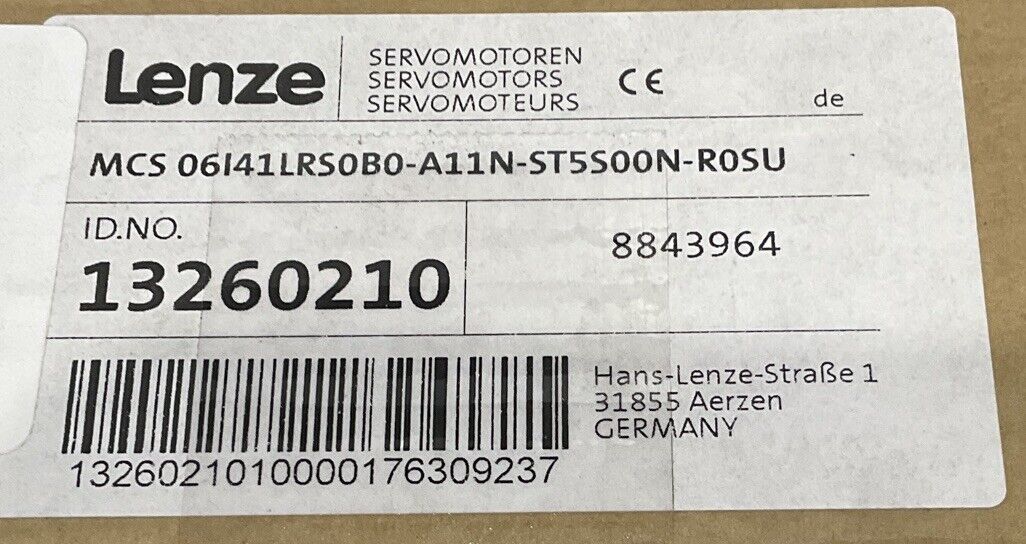 Lenze
SERVOMOTOREN
SERVOMOTORS
SERVOMOTEURS
CE
de
MCS 06I41LRS0B0-A11N-ST5S00N-R0SU
ID.NO.
13260210
8843964
Hans-Lenze-Straße 1
31855 Aerzen
GERMANY
1326021010000176309237